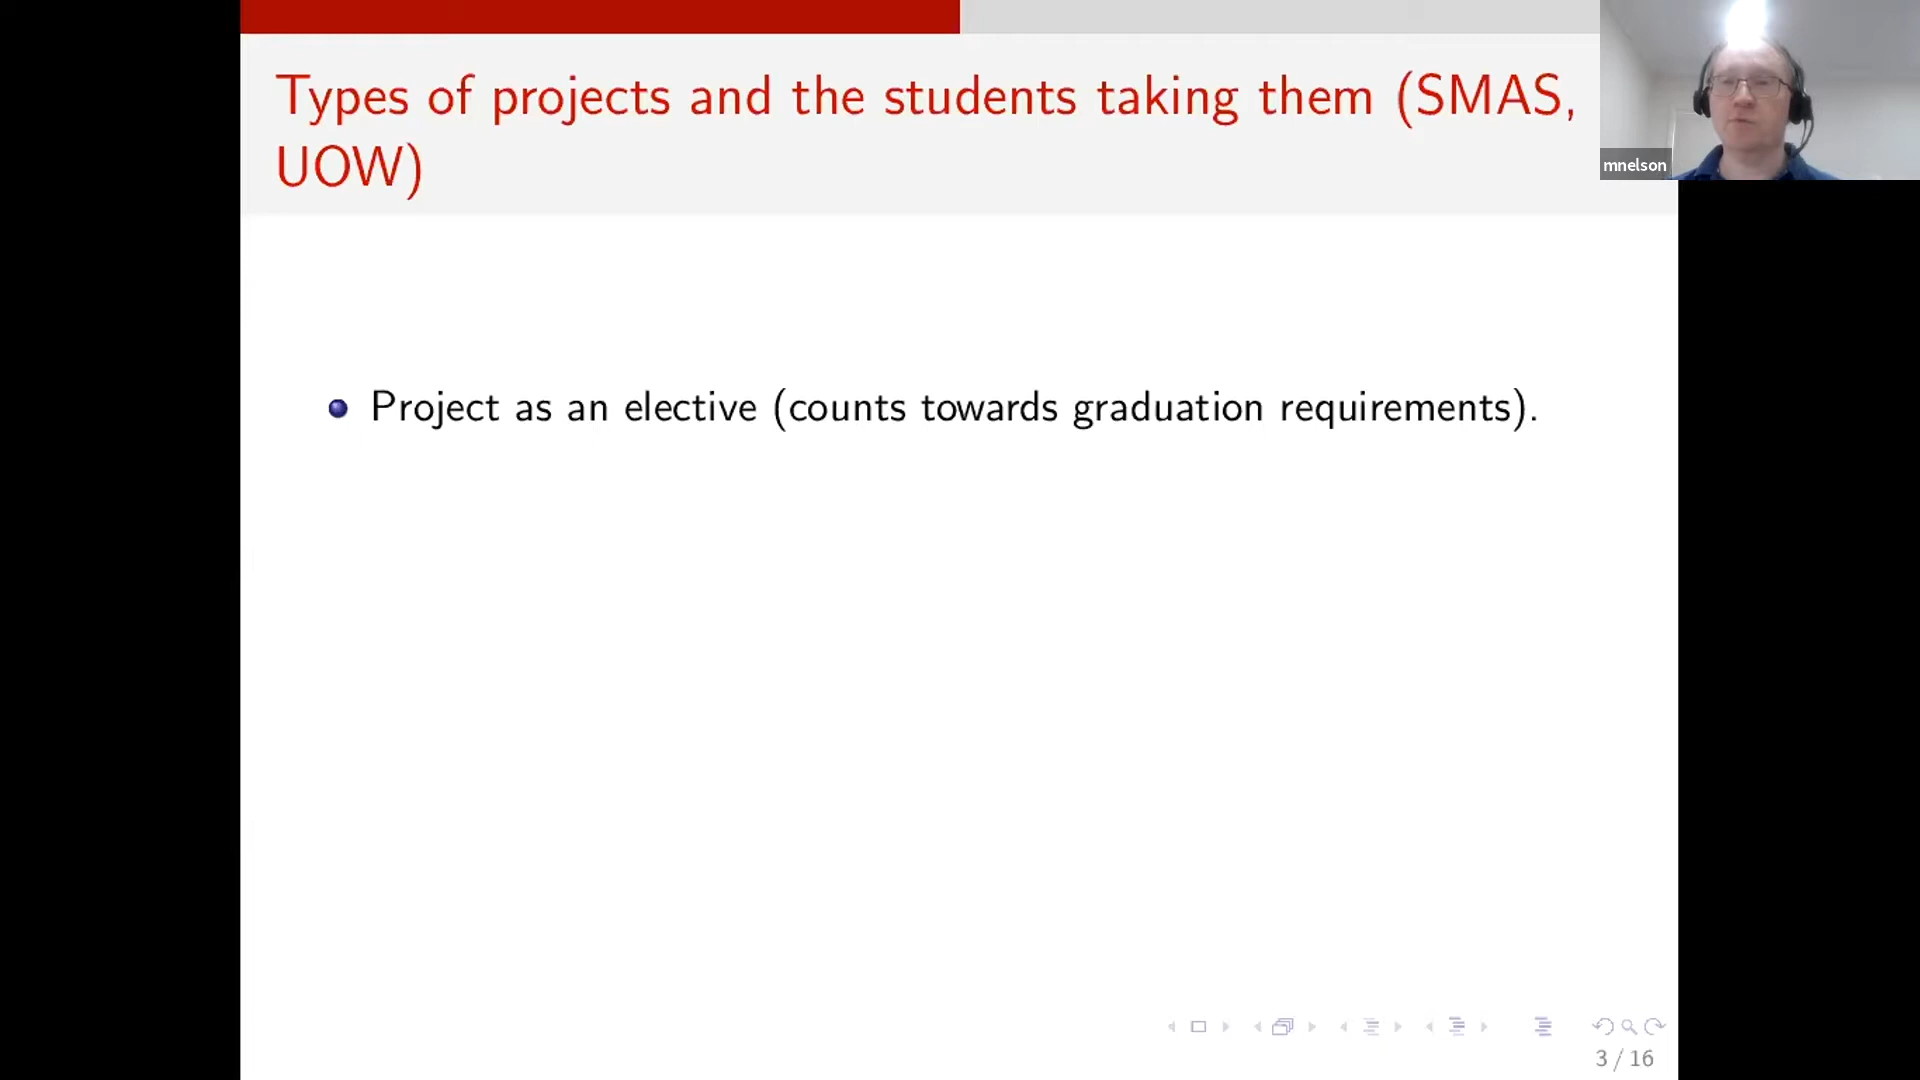 Types of projects and the students taking them (SMAS,
UOW)
mnelson
Project as an elective (counts towards graduation requirements).
3 / 16